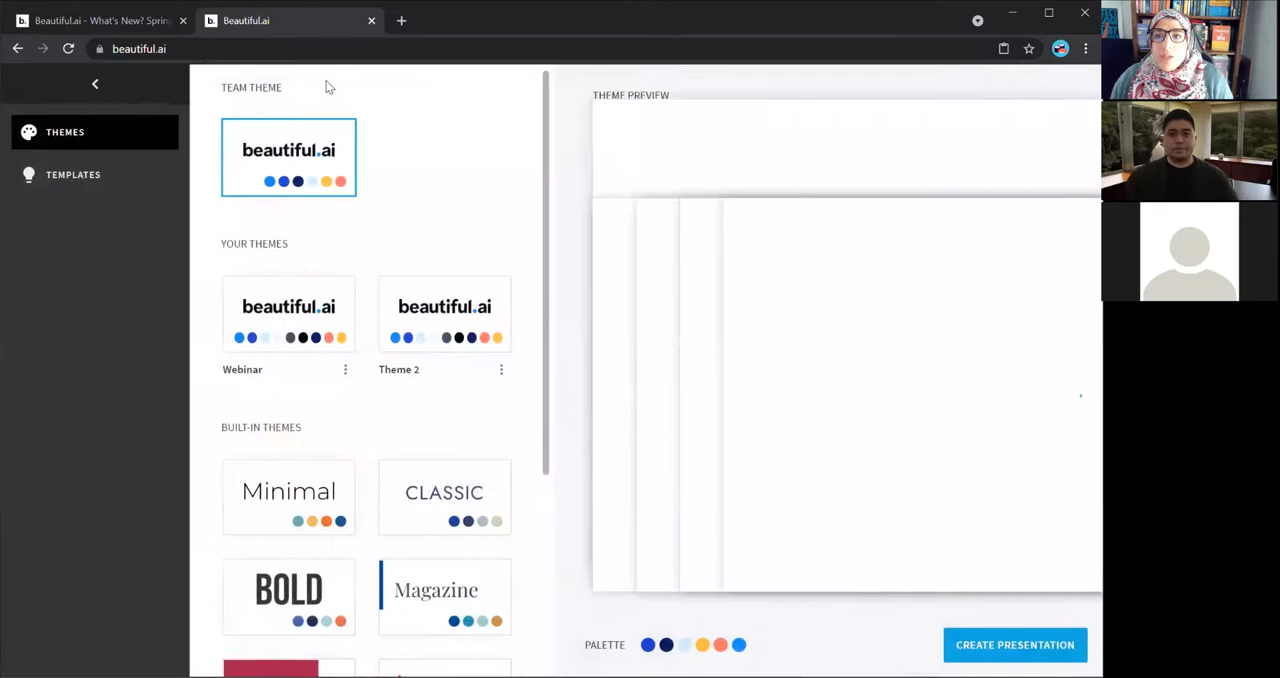 Beautiful.ai - What's New? Sprin
Beautiful.ai
beautiful.ai
THEMES
TEMPLATES
TEAM THEME
beautiful.ai
YOUR THEMES
beautiful.ai
beautiful.ai
Webinar
Theme 2
BUILT-IN THEMES
Minimal
CLASSIC
BOLD
Magazine
THEME PREVIEW
PALETTE
CREATE PRESENTATION